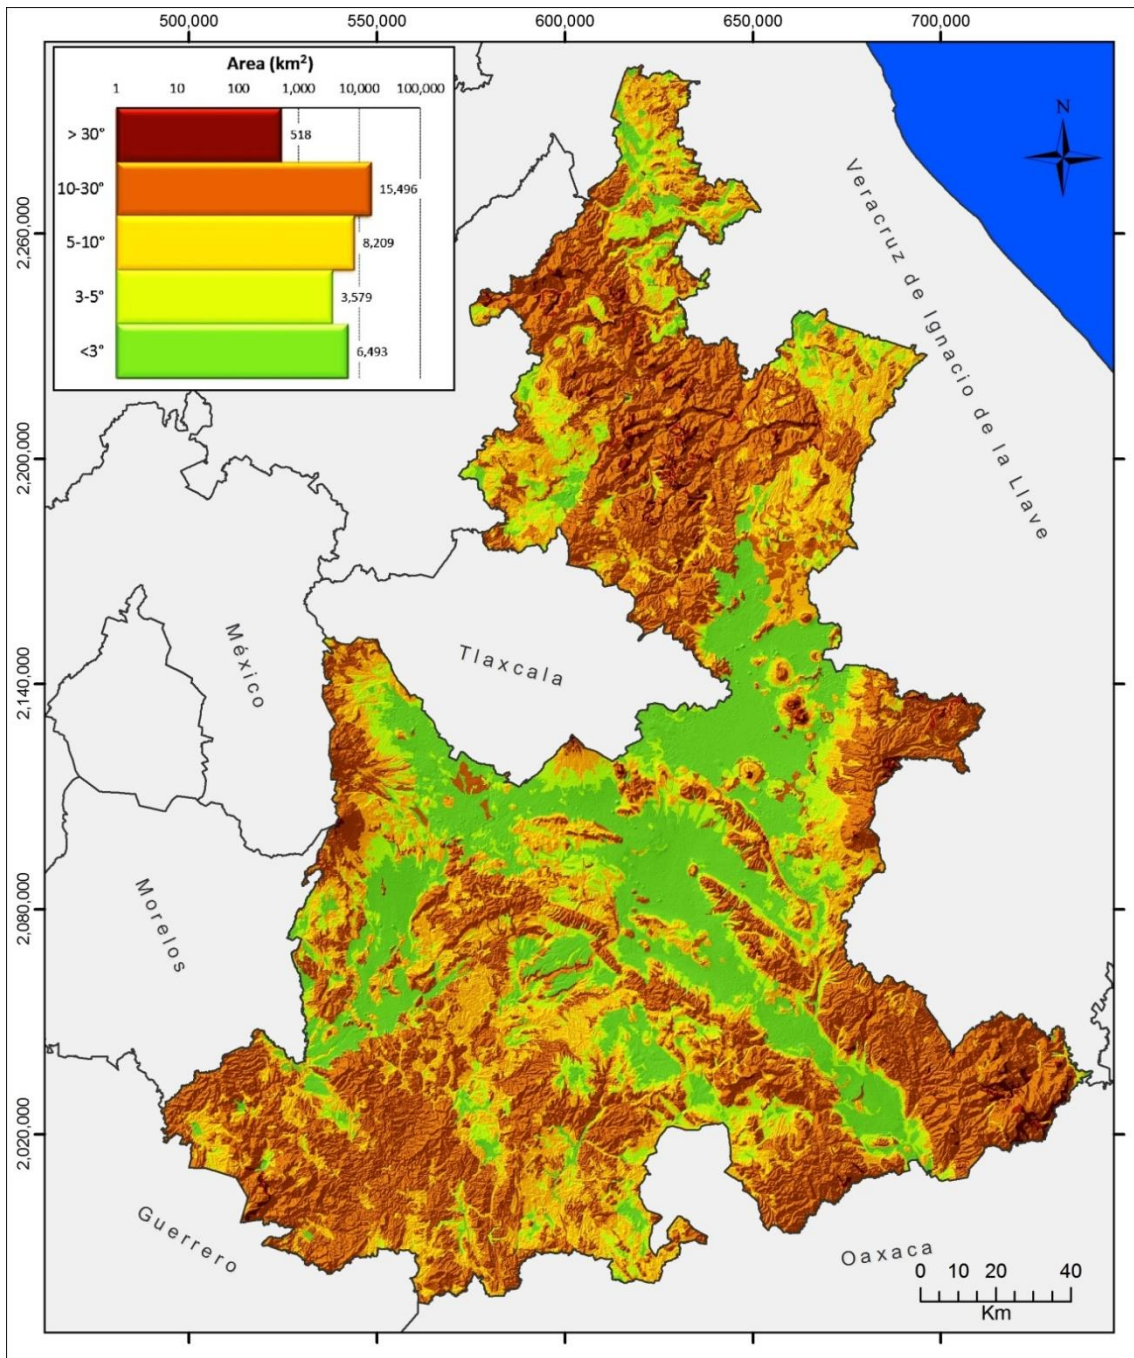 500,000 550,000 600,000 650,000 700,000
Area (km²)
1 10 100 1,000 10,000 100,000
> 30° 518
10-30° 15,496
5-10° 8,209
3-5° 3,579
<3° 6,493
N
Veracruz de Ignacio de la Llave
2,260,000
2,200,000
2,140,000
2,080,000
2,020,000
México
Tlaxcala
Morelos
Guerrero
Oaxaca
0 10 20 40
Km